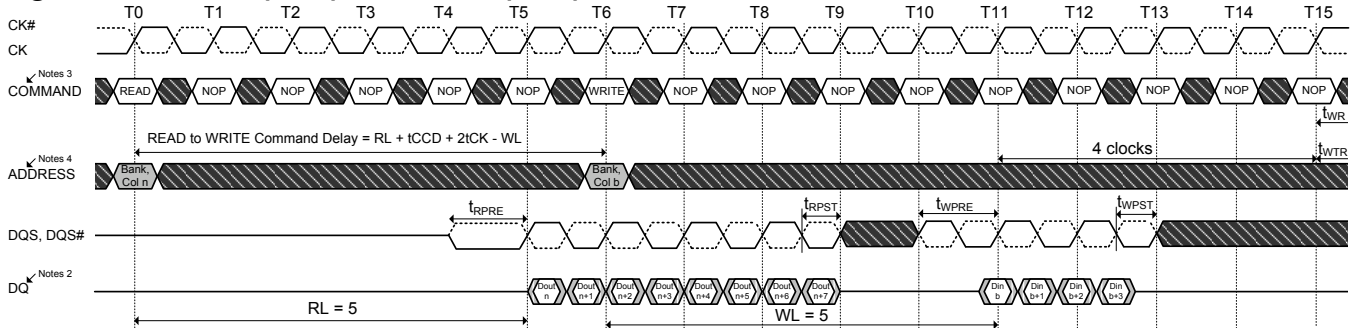 T0 T1 T2 T3 T4 T5 T6 T7 T8 T9 T10 T11 T12 T13 T14 T15
CK#
CK
Notes 3
COMMAND READ NOP NOP NOP NOP NOP WRITE NOP NOP NOP NOP NOP NOP NOP NOP NOP
tWR
READ to WRITE Command Delay = RL + tCCD + 2tCK - WL
4 clocks tWTR
Notes 4
ADDRESS
Bank, Col n
Bank, Col b
tRPRE tRPST tWPRE tWPST
DQS, DQS#
Notes 2
DQ
Dout n
Dout n+1
Dout n+2
Dout n+3
Dout n+4
Dout n+5
Dout n+6
Dout n+7
Din b
Din b+1
Din b+2
Din b+3
RL = 5 WL = 5